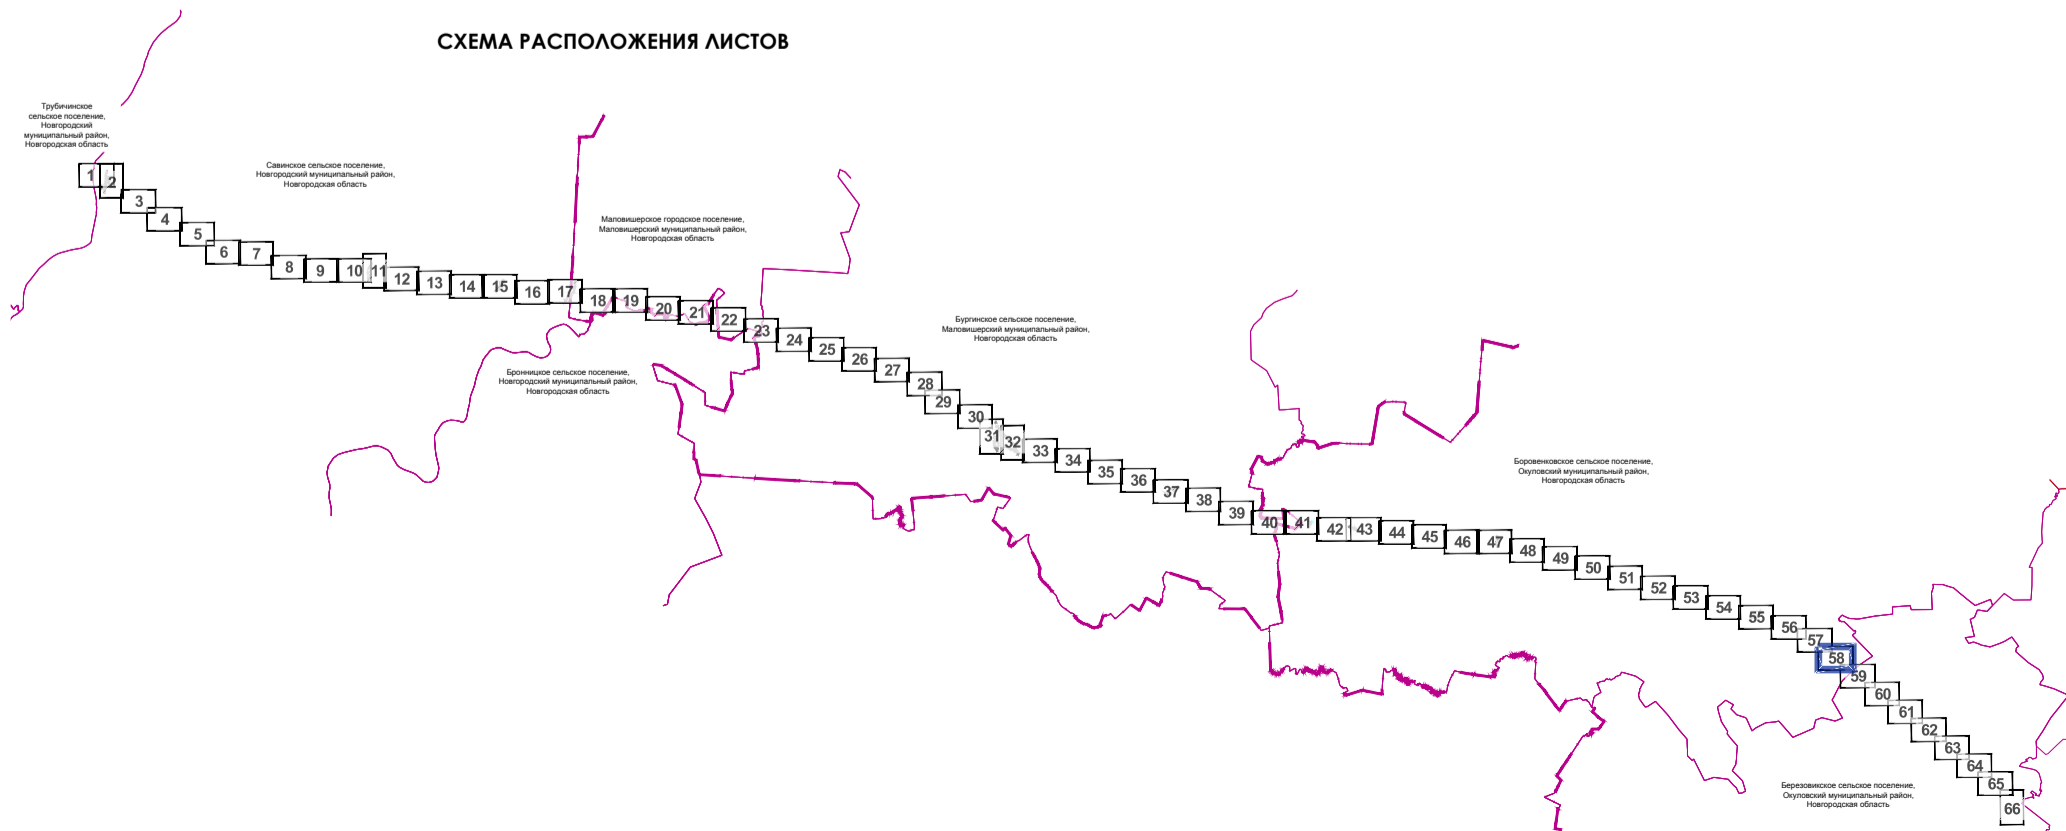 СХЕМА РАСПОЛОЖЕНИЯ ЛИСТОВ
Трубичинское
сельское поселение,
Новгородский
муниципальный район,
Новгородская область
Савинское сельское поселение,
Новгородский муниципальный район,
Новгородская область
Маловишерское городское поселение,
Маловишерский муниципальный район,
Новгородская область
Бронницкое сельское поселение,
Новгородский муниципальный район,
Новгородская область
Бургинское сельское поселение,
Маловишерский муниципальный район,
Новгородская область
Боровенковское сельское поселение,
Окуловский муниципальный район,
Новгородская область
Березовикское сельское поселение,
Окуловский муниципальный район,
Новгородская область
1
2
3
4
5
6
7
8
9
10
11
12
13
14
15
16
17
18
19
20
21
22
23
24
25
26
27
28
29
30
31
32
33
34
35
36
37
38
39
40
41
42
43
44
45
46
47
48
49
50
51
52
53
54
55
56
57
58
59
60
61
62
63
64
65
66